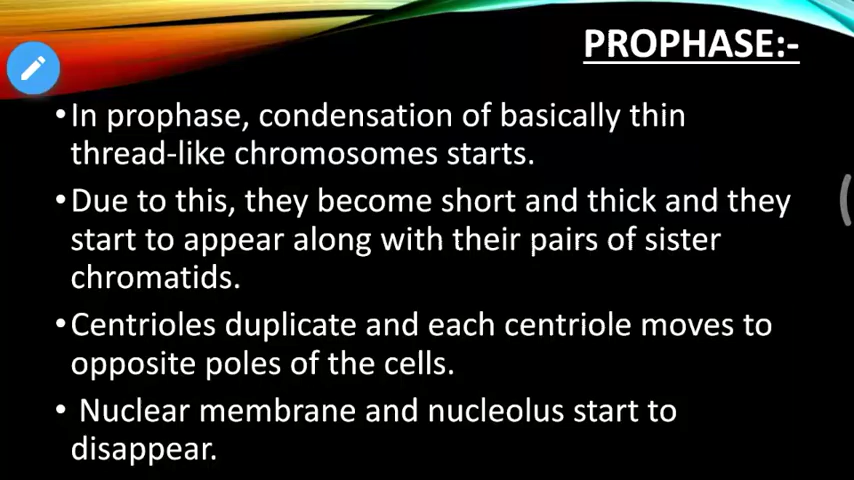 PROPHASE:-
•In prophase, condensation of basically thin
thread-like chromosomes starts.
•Due to this, they become short and thick and they
start to appear along with their pairs of sister
chromatids.
•Centrioles duplicate and each centriole moves to
opposite poles of the cells.
• Nuclear membrane and nucleolus start to
disappear.